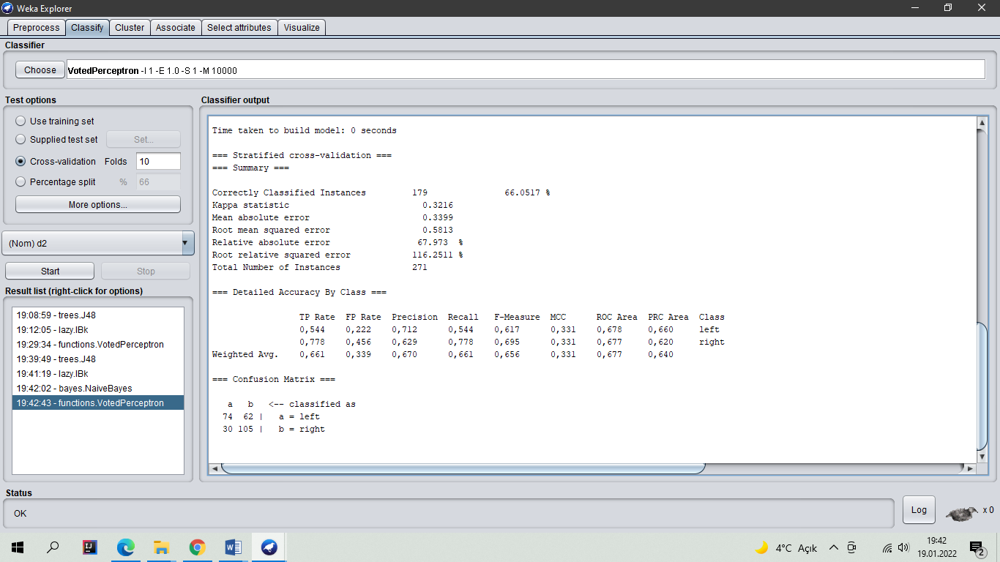 Weka Explorer
Preprocess Classify Cluster Associate Select attributes Visualize
Classifier
Choose VotedPerceptron -I 1 -E 1.0 -S 1 -M 10000
Test options
Use training set
Supplied test set Set...
Cross-validation Folds 10
Percentage split % 66
More options...
(Nom) d2
Start Stop
Result list (right-click for options)
19:08:59 - trees.J48
19:12:05 - lazy.IBk
19:29:34 - functions.VotedPerceptron
19:39:49 - trees.J48
19:41:19 - lazy.IBk
19:42:02 - bayes.NaiveBayes
19:42:43 - functions.VotedPerceptron
Classifier output
Time taken to build model: 0 seconds
=== Stratified cross-validation ===
=== Summary ===
Correctly Classified Instances 179 66.0517 %
Kappa statistic 0.3216
Mean absolute error 0.3399
Root mean squared error 0.5813
Relative absolute error 67.973 %
Root relative squared error 116.2511 %
Total Number of Instances 271
=== Detailed Accuracy By Class ===
TP Rate FP Rate Precision Recall F-Measure MCC ROC Area PRC Area Class
0,544 0,222 0,712 0,544 0,617 0,331 0,678 0,660 left
0,778 0,456 0,629 0,778 0,695 0,331 0,677 0,620 right
Weighted Avg. 0,661 0,339 0,670 0,661 0,656 0,331 0,677 0,640
=== Confusion Matrix ===
a b <-- classified as
74 62 | a = left
30 105 | b = right
Status
OK
Log x 0
4°C Açık 19:42
19.01.2022
2